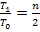 T_s/T_0 = n/2